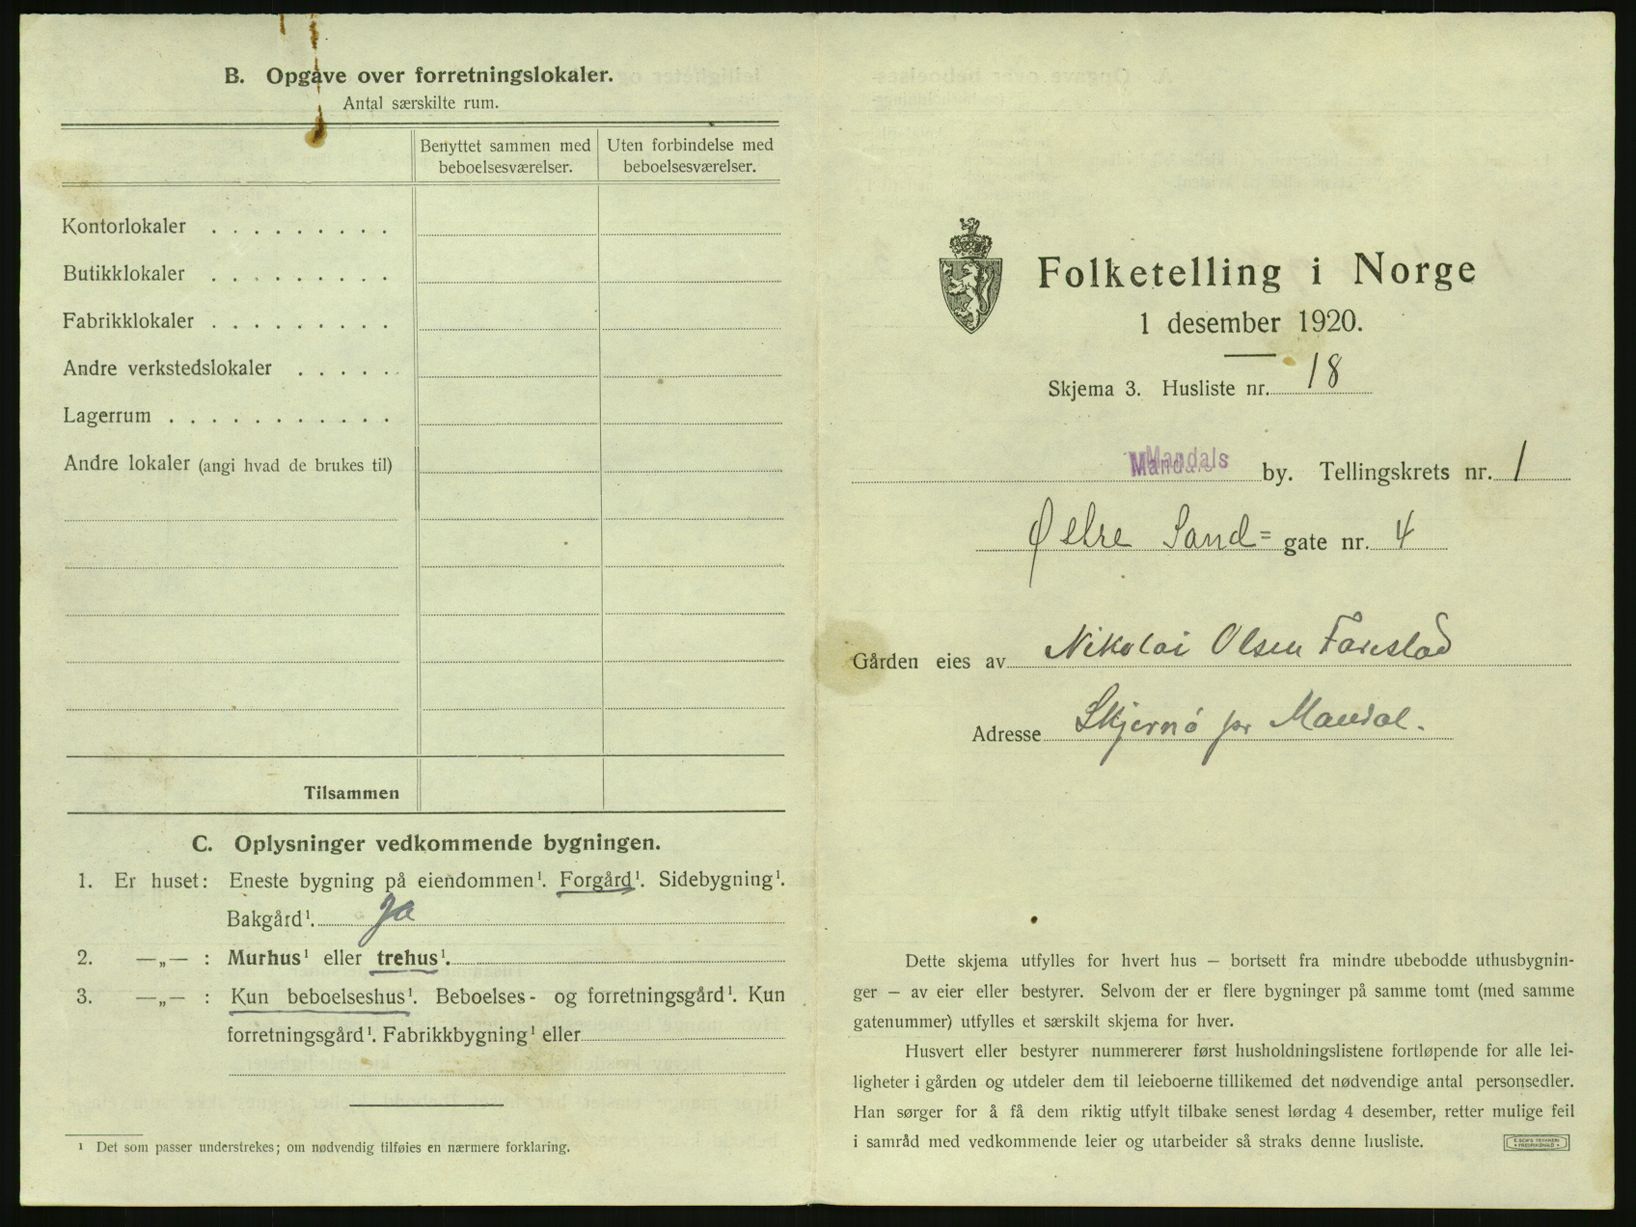 B. Opgave over forretningslokaler.
Antal særskilte rum.
Benyttet sammen med beboelsesværelser.
Uten forbindelse med beboelsesværelser.
Kontorlokaler . . . . . . . . .
Butikklokaler . . . . . . . . .
Fabrikklokaler . . . . . . . . .
Andre verkstedslokaler . . . . .
Lagerrum . . . . . . . . . . .
Andre lokaler (angi hvad de brukes til)
Tilsammen
C. Oplysninger vedkommende bygningen.
1. Er huset: Eneste bygning på eiendommen¹. Forgård¹. Sidebygning¹.
Bakgård¹. Ja
2. —„— : Murhus¹ eller trehus¹.
3. —„— : Kun beboelseshus¹. Beboelses- og forretningsgård¹. Kun
forretningsgård¹. Fabrikkbygning¹ eller
¹ Det som passer understrekes; om nødvendig tilføies en nærmere forklaring.
Folketelling i Norge
1 desember 1920.
Skjema 3. Husliste nr. 18
Mandals by. Tellingskrets nr. 1
Østre Sand= gate nr. 4
Gården eies av Nikolai Olsen Farestad
Adresse Skjernö pr Mandal.
Dette skjema utfylles for hvert hus — bortsett fra mindre ubebodde uthusbygnin-
ger — av eier eller bestyrer. Selvom der er flere bygninger på samme tomt (med samme
gatenummer) utfylles et særskilt skjema for hver.
Husvert eller bestyrer nummererer først husholdningslistene fortløpende for alle lei-
ligheter i gården og utdeler dem til leieboerne tillikemed det nødvendige antal personsedler.
Han sørger for å få dem riktig utfylt tilbake senest lørdag 4 desember, retter mulige feil
i samråd med vedkommende leier og utarbeider så straks denne husliste.